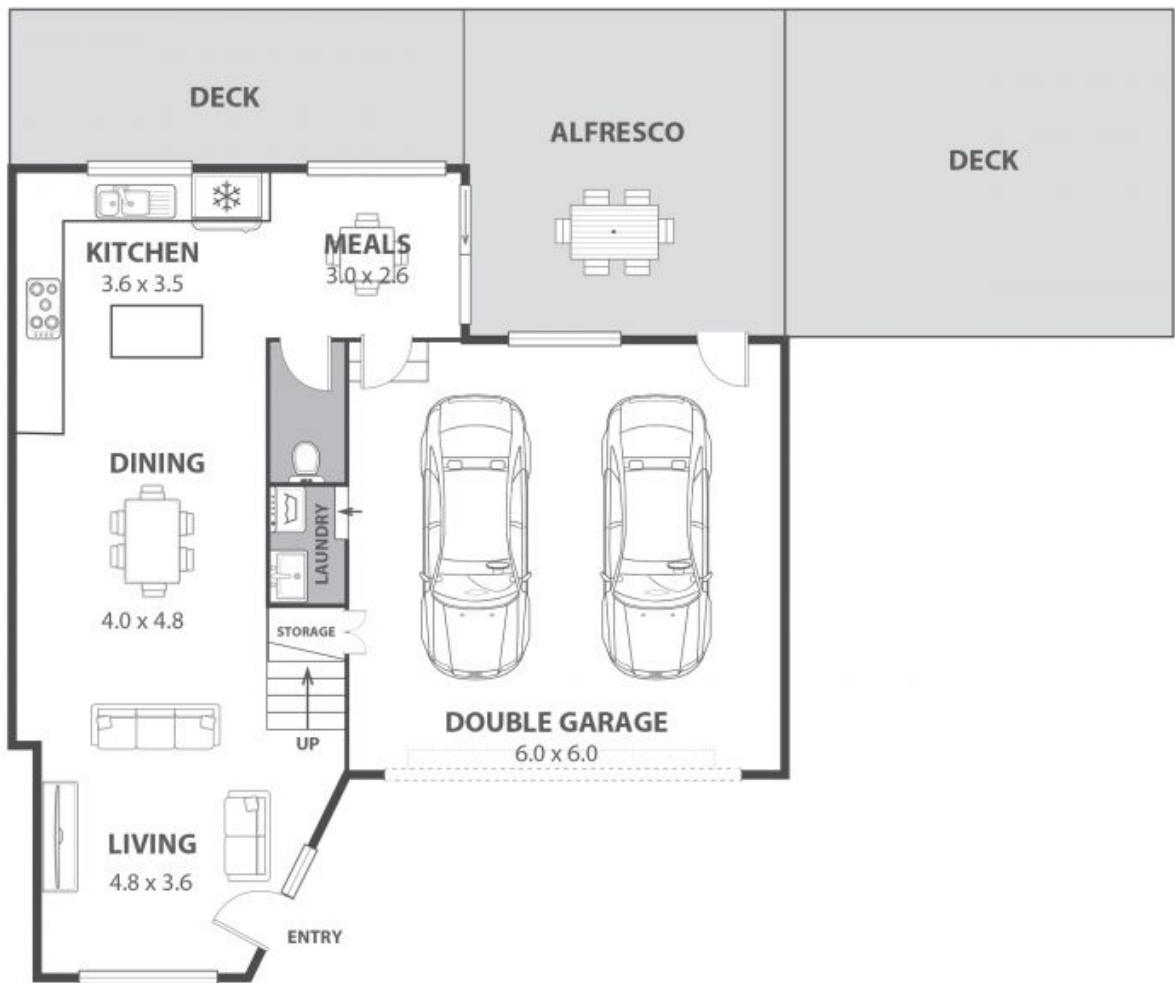 DECK
ALFRESCO
DECK
KITCHEN
3.6 x 3.5
MEALS
3.0 x 2.6
DINING
4.0 x 4.8
LAUNDRY
STORAGE
UP
DOUBLE GARAGE
6.0 x 6.0
LIVING
4.8 x 3.6
ENTRY